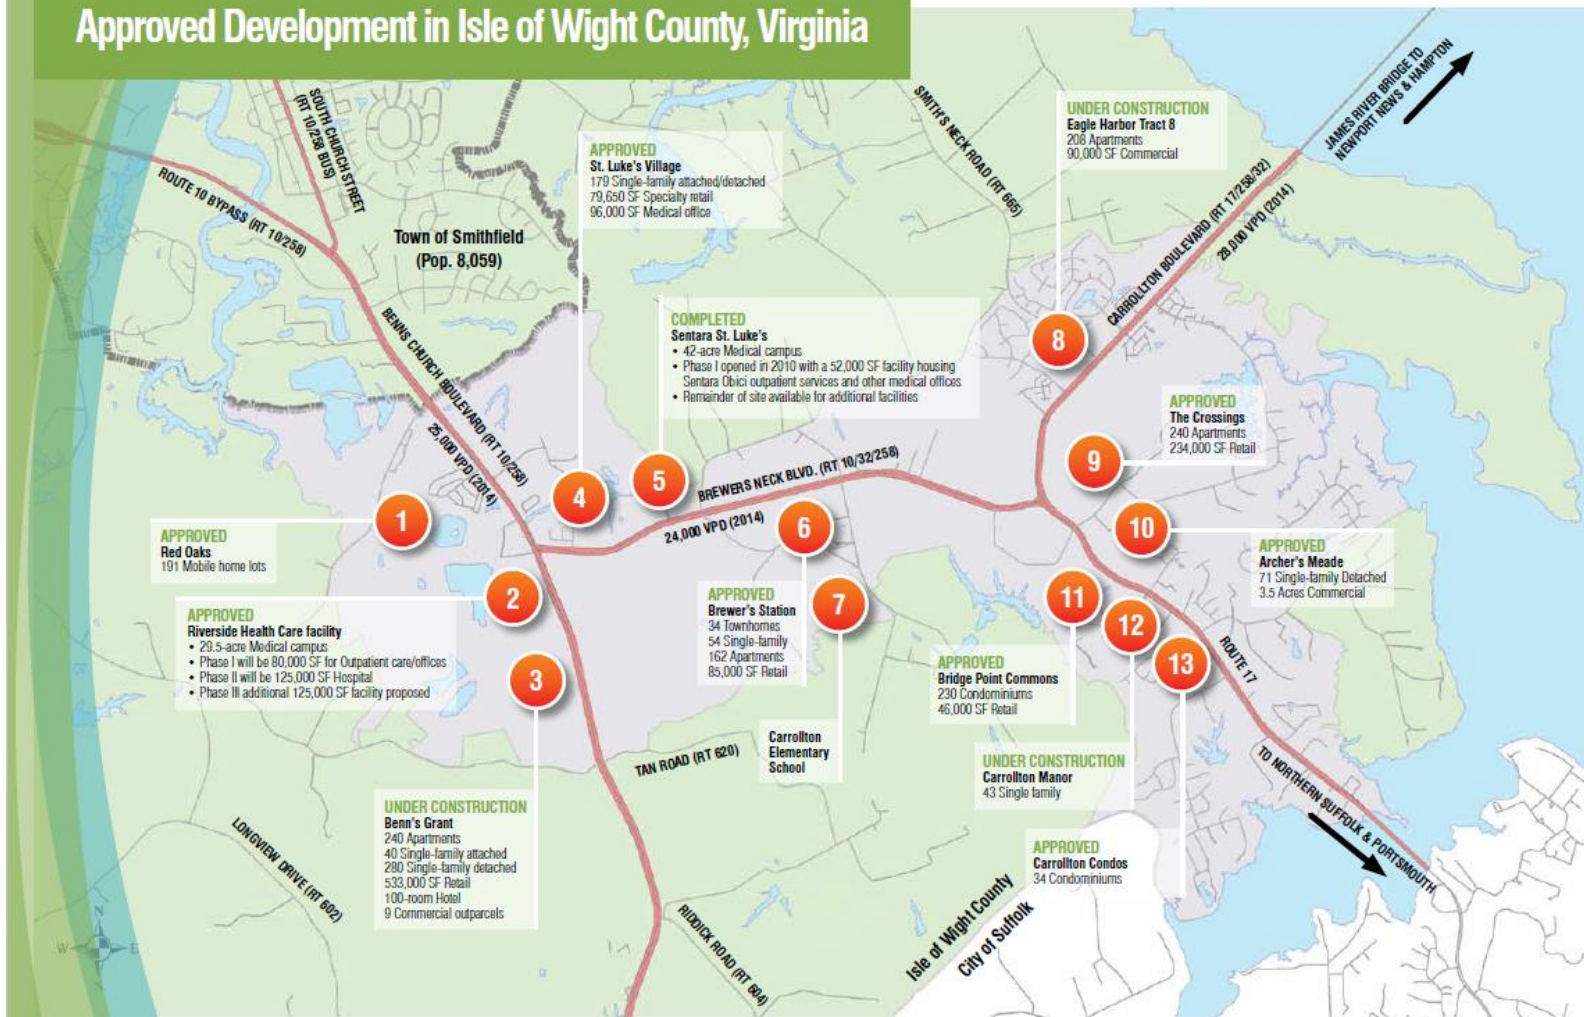 Approved Development in Isle of Wight County, Virginia
SOUTH CHURCH STREET
(RT 10/258 BUS)
ROUTE 10 BYPASS (RT 10/258)
Town of Smithfield
(Pop. 8,059)
APPROVED
St. Luke's Village
179 Single-family attached/detached
79,650 SF Specialty retail
96,000 SF Medical office
SMITH'S NECK ROAD (RT 665)
UNDER CONSTRUCTION
Eagle Harbor Tract 8
208 Apartments
90,000 SF Commercial
JAMES RIVER BRIDGE TO
NEWPORT NEWS & HAMPTON
CARROLLTON BOULEVARD (RT 17/258/32)
28,000 VPD (2014)
BENNS CHURCH BOULEVARD (RT 10/258)
25,000 VPD (2014)
COMPLETED
Sentara St. Luke's
• 42-acre Medical campus
• Phase I opened in 2010 with a 52,000 SF facility housing
Sentara Obici outpatient services and other medical offices
• Remainder of site available for additional facilities
8
APPROVED
The Crossings
240 Apartments
234,000 SF Retail
9
BREWERS NECK BLVD. (RT 10/32/258)
24,000 VPD (2014)
5
4
1
6
10
APPROVED
Red Oaks
191 Mobile home lots
APPROVED
Archer's Meade
71 Single-family Detached
3.5 Acres Commercial
2
7
11
12
13
APPROVED
Riverside Health Care facility
• 29.5-acre Medical campus
• Phase I will be 80,000 SF for Outpatient care/offices
• Phase II will be 125,000 SF Hospital
• Phase III additional 125,000 SF facility proposed
APPROVED
Brewer's Station
34 Townhomes
54 Single-family
162 Apartments
85,000 SF Retail
3
APPROVED
Bridge Point Commons
230 Condominiums
46,000 SF Retail
ROUTE 17
Carrollton
Elementary
School
TAN ROAD (RT 620)
UNDER CONSTRUCTION
Carrollton Manor
43 Single family
TO NORTHERN SUFFOLK & PORTSMOUTH
UNDER CONSTRUCTION
Benn's Grant
240 Apartments
40 Single-family attached
280 Single-family detached
533,000 SF Retail
100-room Hotel
9 Commercial outparcels
APPROVED
Carrollton Condos
34 Condominiums
LONGVIEW DRIVE (RT 602)
RIDDICK ROAD (RT 604)
Isle of Wight County
City of Suffolk
N
W
E
S